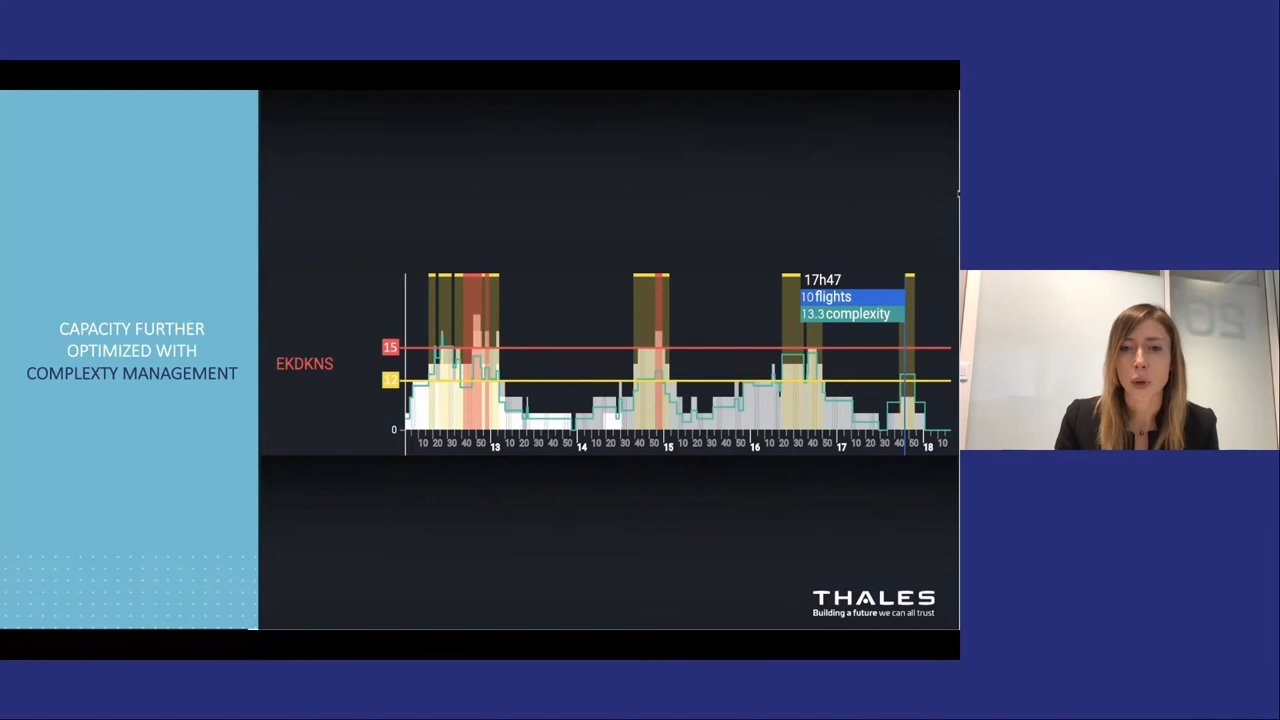 CAPACITY FURTHER
OPTIMIZED WITH
COMPLEXTY MANAGEMENT
EKDKNS
15
12
0
17h47
10 flights
13.3 complexity
10 20 30 40 50 13 10 20 30 40 50 14 10 20 30 40 50 15 10 20 30 40 50 16 10 20 30 40 50 17 10 20 30 40 50 18 10
THALES
Building a future we can all trust
26